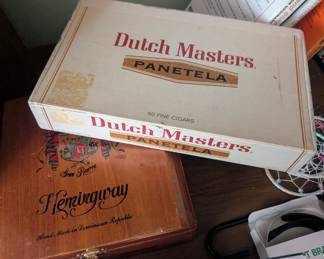 Dutch Masters
PANETELA
50 FINE CIGARS
Dutch Masters
PANETELA
Hemingway
Hand Made in Dominican Republic